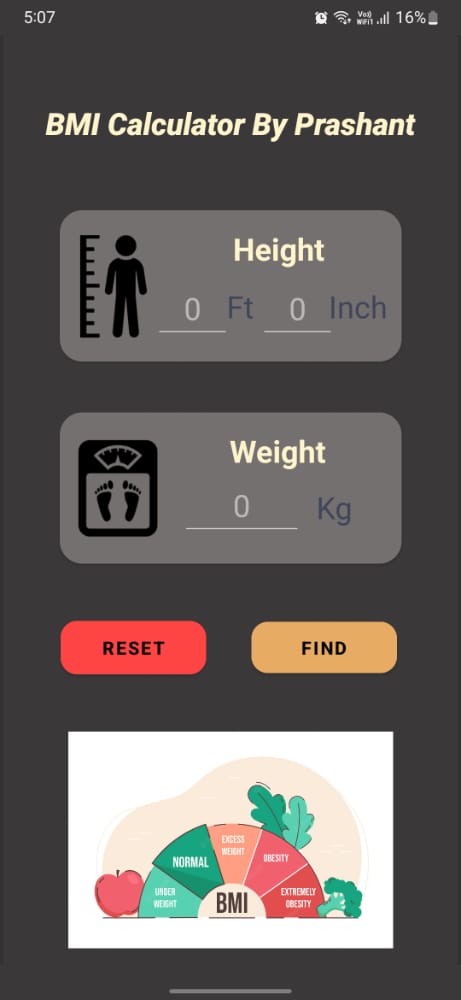 5:07
Vo)) WiFi1 16%
BMI Calculator By Prashant
Height
0 Ft 0 Inch
Weight
0 Kg
RESET FIND
EXCESS
WEIGHT
NORMAL
OBESITY
UNDER
WEIGHT
EXTREMELY
OBESITY
BMI